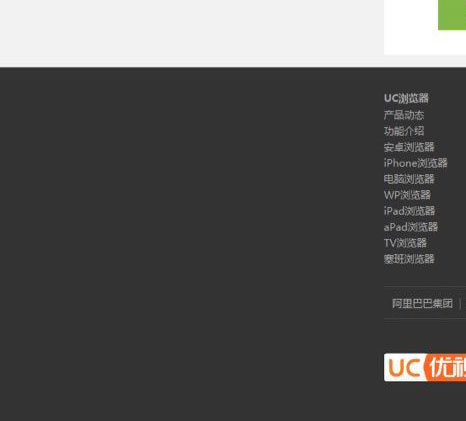 UC浏览器
产品动态
功能介绍
安卓浏览器
iPhone浏览器
电脑浏览器
WP浏览器
iPad浏览器
aPad浏览器
TV浏览器
塞班浏览器
阿里巴巴集团 |
UC优视